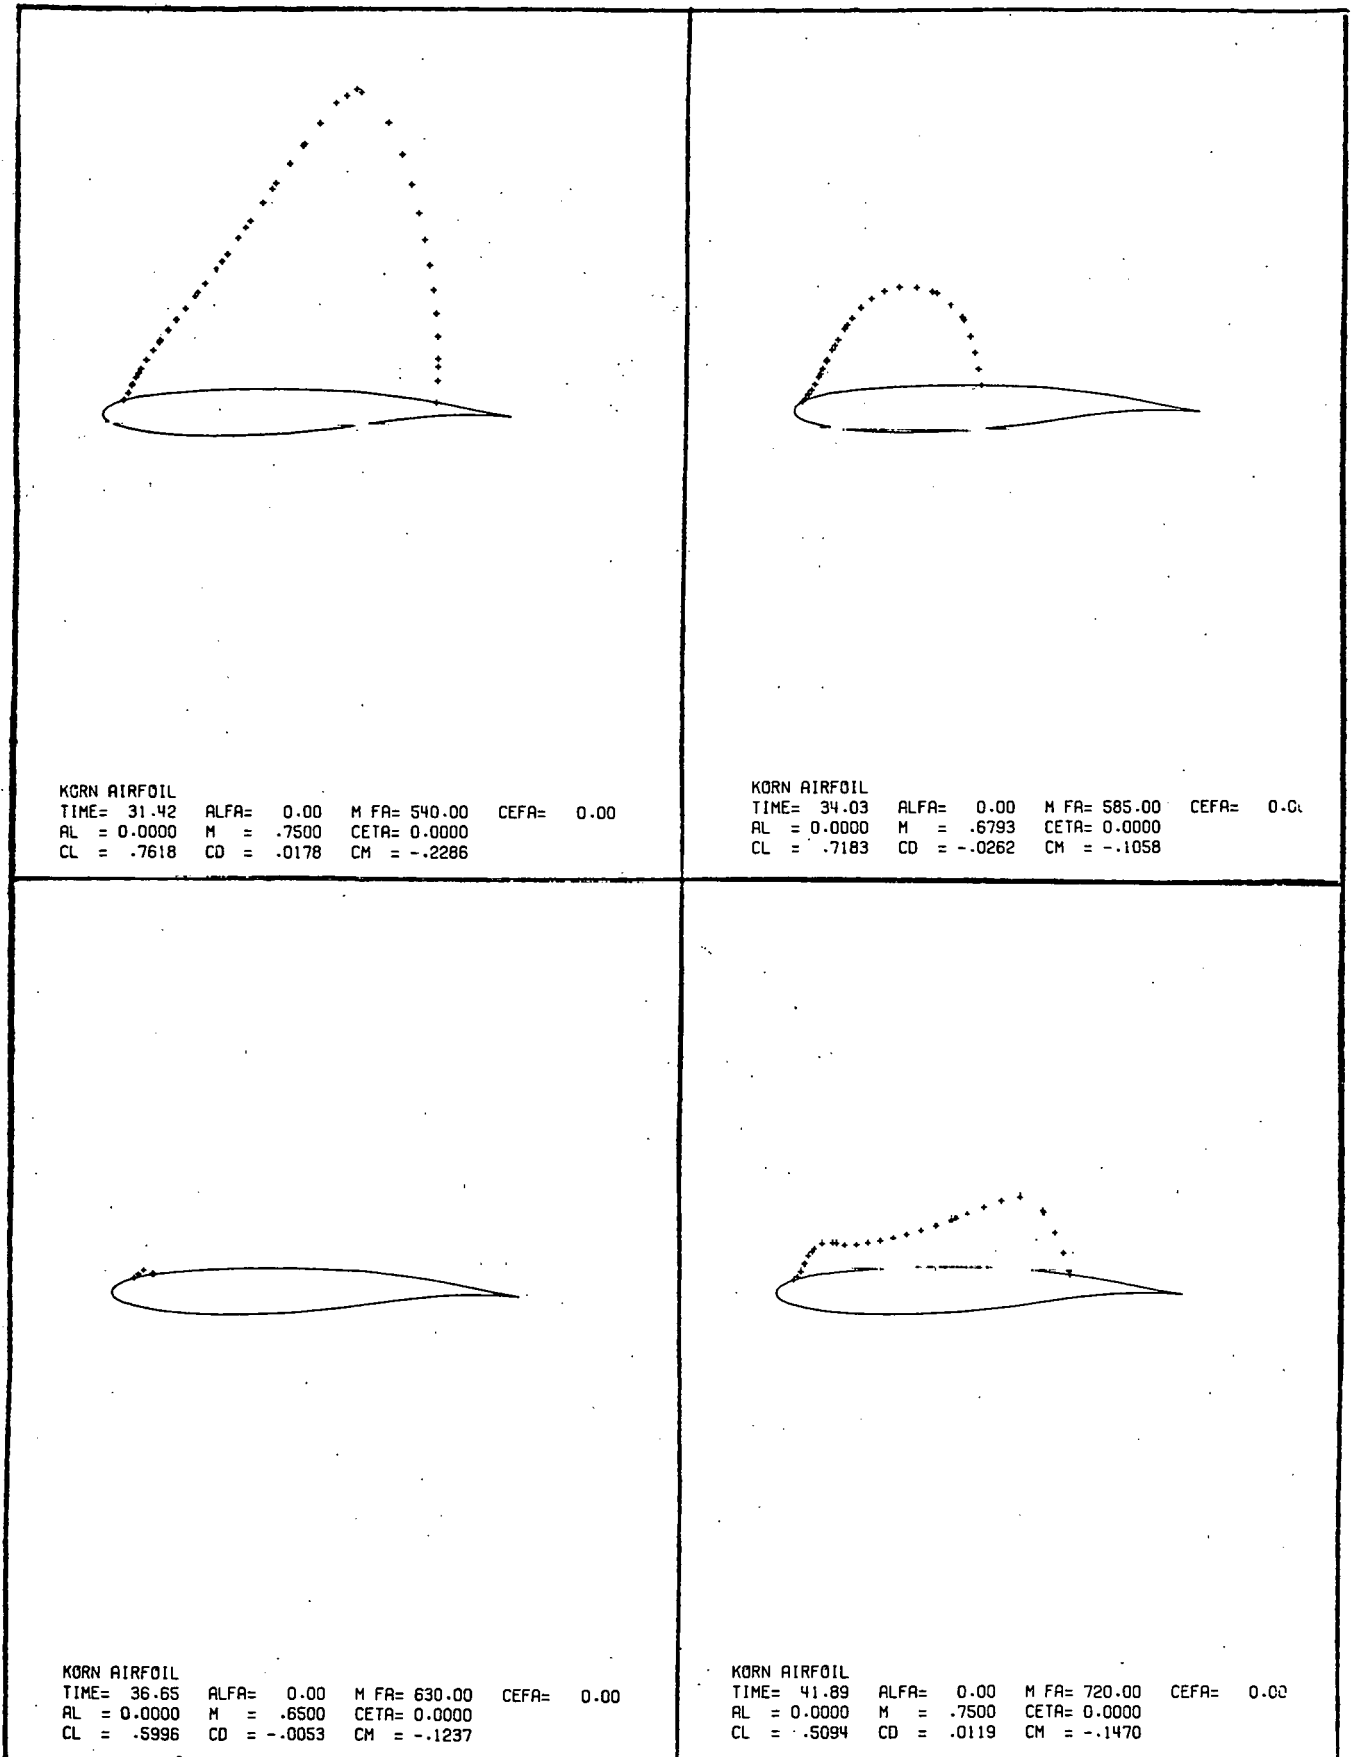 KORN AIRFOIL
TIME= 31.42 ALFA= 0.00 M FA= 540.00 CEFA= 0.00
AL = 0.0000 M = .7500 CETA= 0.0000
CL = .7618 CD = .0178 CM = -.2286
KORN AIRFOIL
TIME= 34.03 ALFA= 0.00 M FA= 585.00 CEFA=
AL = 0.0000 M = .6793 CETA= 0.0000
CL = .7183 CD = -.0262 CM = -.1058
KORN AIRFOIL
TIME= 36.65 ALFA= 0.00 M FA= 630.00 CEFA= 0.00
AL = 0.0000 M = .6500 CETA= 0.0000
CL = .5996 CD = -.0053 CM = -.1237
KORN AIRFOIL
TIME= 41.89 ALFA= 0.00 M FA= 720.00 CEFA= 0.00
AL = 0.0000 M = .7500 CETA= 0.0000
CL = .5094 CD = .0119 CM = -.1470